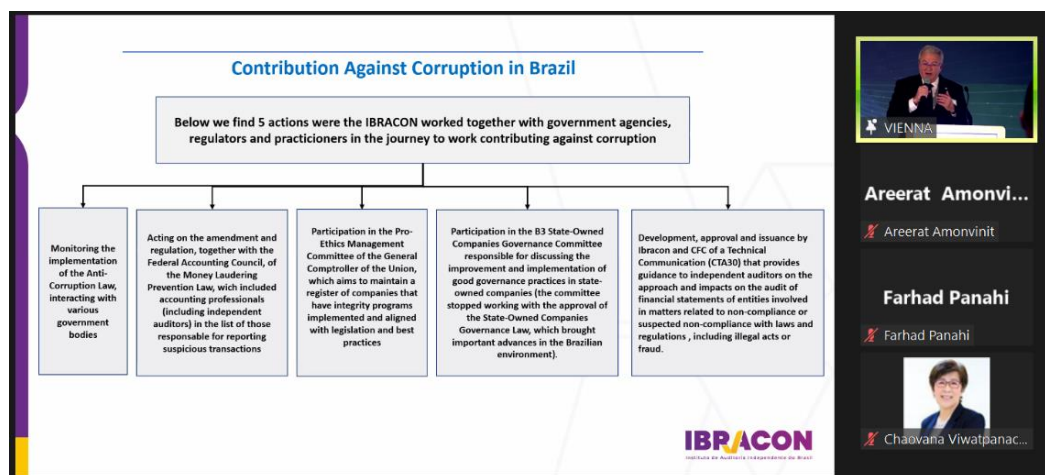 Contribution Against Corruption in Brazil
Below we find 5 actions were the IBRACON worked together with government agencies,
regulators and practicioners in the journey to work contributing against corruption
Monitoring the
implementation
of the Anti-
Corruption Law,
interacting with
various
government
bodies
Acting on the amendment and
regulation, together with the
Federal Accounting Council, of
the Money Laudering
Prevention Law, wich included
accounting professionals
(including independent
auditors) in the list of those
responsible for reporting
suspicious transactions
Participation in the Pro-
Ethics Management
Committee of the General
Comptroller of the Union,
which aims to maintain a
register of companies that
have integrity programs
implemented and aligned
with legislation and best
practices
Participation in the B3 State-Owned
Companies Governance Committee
responsible for discussing the
improvement and implementation of
good governance practices in state-
owned companies (the committee
stopped working with the approval of
the State-Owned Companies
Governance Law, which brought
important advances in the Brazilian
environment).
Development, approval and issuance by
Ibracon and CFC of a Technical
Communication (CTA30) that provides
guidance to independent auditors on the
approach and impacts on the audit of
financial statements of entities involved
in matters related to non-compliance or
suspected non-compliance with laws and
regulations , including illegal acts or
fraud.
IBRACON
Instituto de Auditoria Independente do Brasil
VIENNA
Areerat Amonvi...
Areerat Amonvinit
Farhad Panahi
Farhad Panahi
Chaovana Viwatpanac...